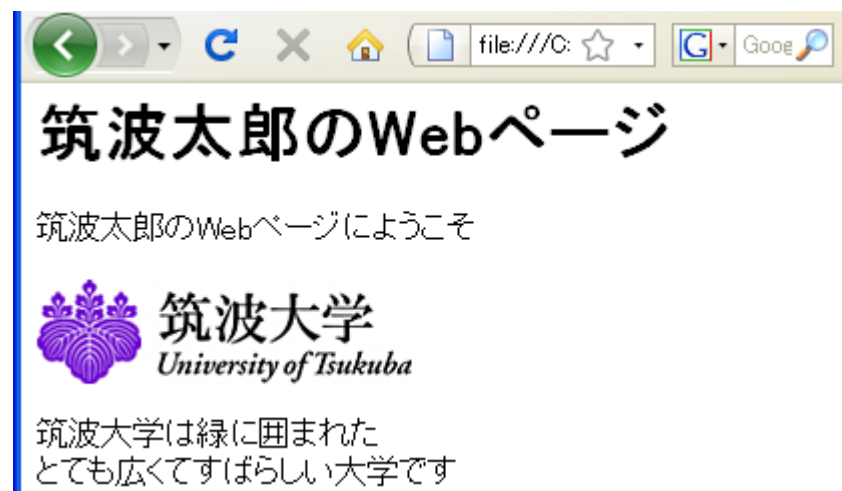 file:///C:
Goog
筑波太郎のWebページ
筑波太郎のWebページにようこそ
筑波大学
University of Tsukuba
筑波大学は緑に囲まれた
とても広くてすばらしい大学です